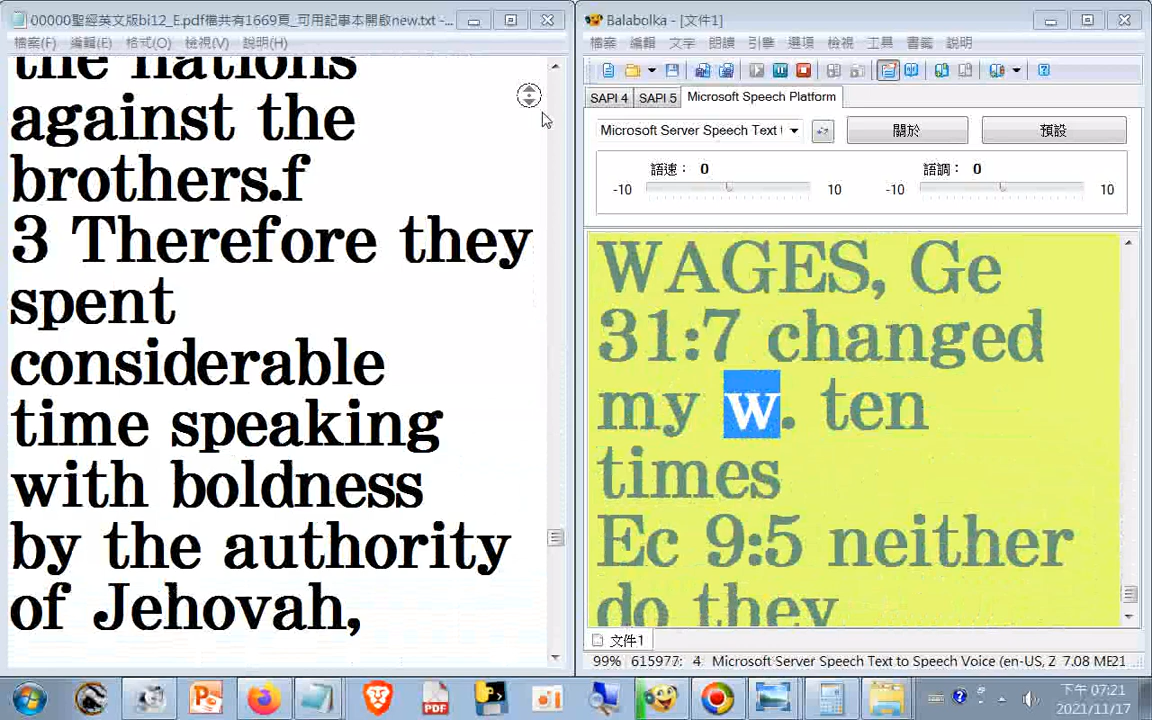 00000聖經英文版bi12_E.pdf檔共有1669頁_可用記事本開啟new.txt -...
檔案(F) 編輯(E) 格式(O) 檢視(V) 說明(H)
the nations
against the
brothers.f
3 Therefore they
spent
considerable
time speaking
with boldness
by the authority
of Jehovah,
Balabolka - [文件1]
檔案 編輯 文字 朗讀 引擎 選項 檢視 工具 書籤 說明
SAPI 4 SAPI 5 Microsoft Speech Platform
Microsoft Server Speech Text 關於 預設
語速： 0 語調： 0
-10 10 -10 10
WAGES, Ge
31:7 changed
my w. ten
times
Ec 9:5 neither
do they
文件1
99% 615977: 4 Microsoft Server Speech Text to Speech Voice (en-US, Z 7.08 ME21
PDF
下午 07:21
2021/11/17